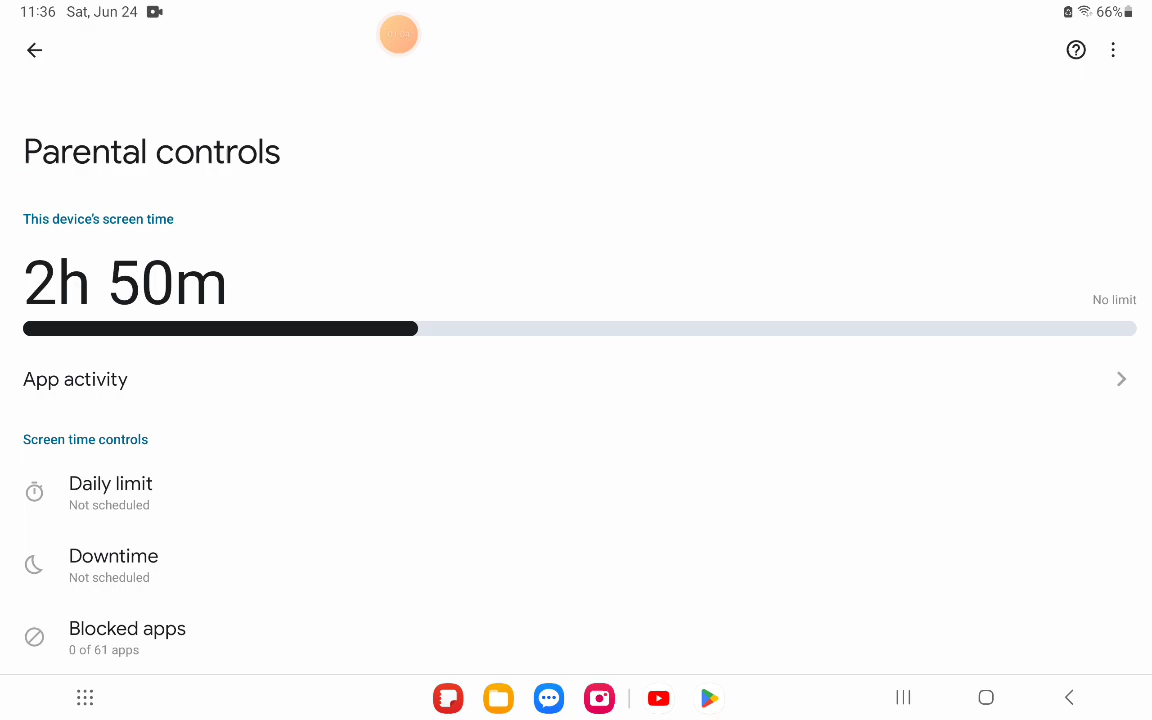 11:36 Sat, Jun 24
66%
Parental controls
This device's screen time
2h 50m
No limit
App activity
Screen time controls
Daily limit
Not scheduled
Downtime
Not scheduled
Blocked apps
0 of 61 apps